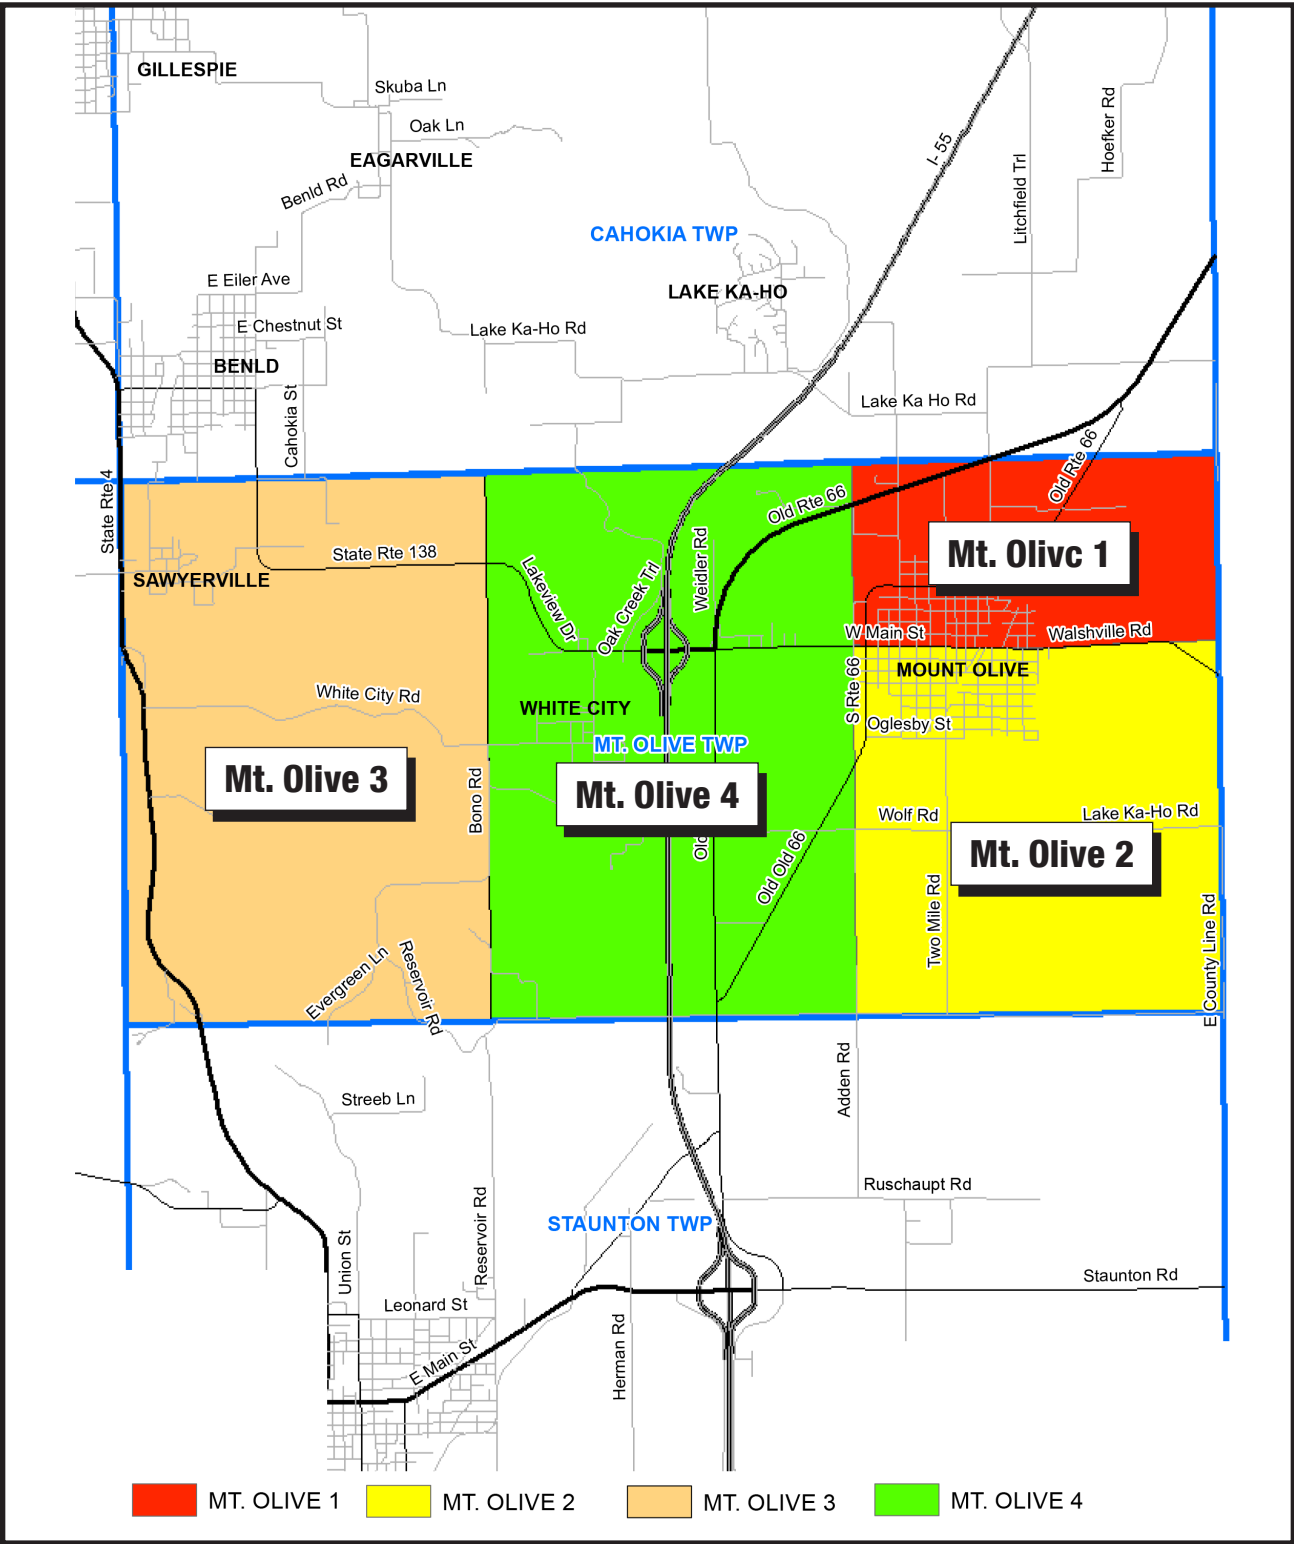 GILLESPIE
Skuba Ln
Oak Ln
EAGARVILLE
Benld Rd
I- 55
Litchfield Trl
Hoefker Rd
CAHOKIA TWP
E Eiler Ave
LAKE KA-HO
E Chestnut St
Lake Ka-Ho Rd
BENLD
Cahokia St
Lake Ka Ho Rd
State Rte 4
Old Rte 66
Old Rte 66
State Rte 138
SAWYERVILLE
Lakeview Dr
Oak Creek Trl
Weidler Rd
Mt. Olivc 1
W Main St
Walshville Rd
MOUNT OLIVE
S Rte 66
White City Rd
WHITE CITY
Oglesby St
MT. OLIVE TWP
Mt. Olive 3
Bono Rd
Mt. Olive 4
Old
Old Old 66
Wolf Rd
Lake Ka-Ho Rd
Mt. Olive 2
Two Mile Rd
E County Line Rd
Evergreen Ln
Reservoir Rd
Adden Rd
Streeb Ln
Ruschaupt Rd
STAUNTON TWP
Union St
Reservoir Rd
Staunton Rd
Leonard St
E Main St
Herman Rd
MT. OLIVE 1
MT. OLIVE 2
MT. OLIVE 3
MT. OLIVE 4